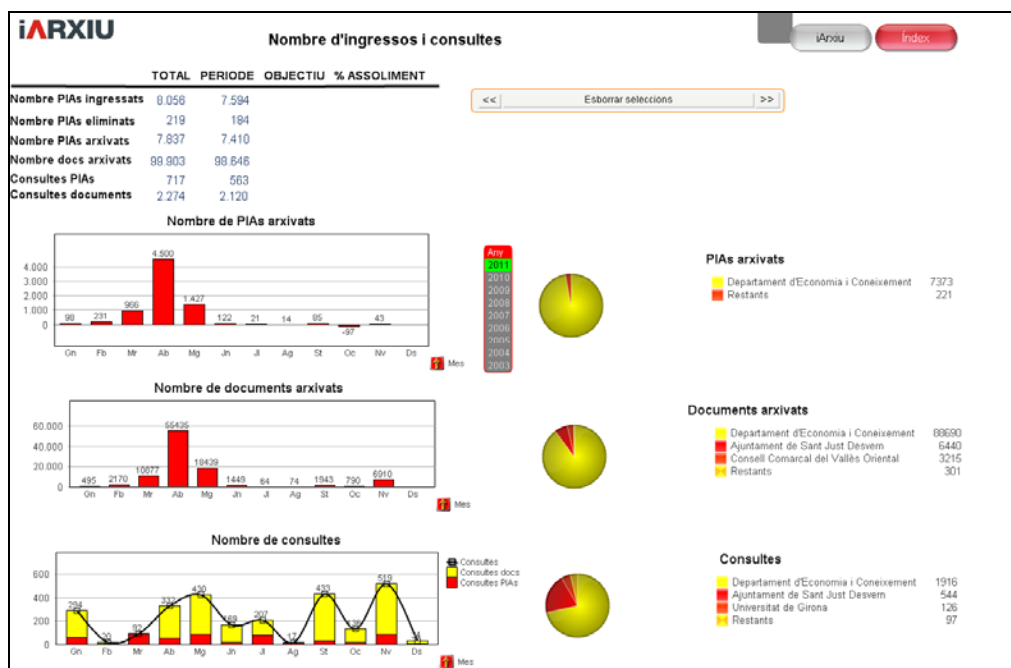 iARXIU
Nombre d'ingressos i consultes
iArxiu
Índex
TOTAL PERIODE OBJECTIU % ASSOLIMENT
Nombre PIAs ingressats 8.056 7.594
Nombre PIAs eliminats 219 184
Nombre PIAs arxivats 7.837 7.410
Nombre docs arxivats 99.903 98.646
Consultes PIAs 717 563
Consultes documents 2.274 2.120
<< Esborrar seleccions >>
Nombre de PIAs arxivats
4.000
3.000
2.000
1.000
0
98 231 966 4.500 1.427 122 21 14 85 -97 43
Gn Fb Mr Ab Mg Jn Jl Ag St Oc Nv Ds
Mes
Any
2011
2010
2009
2008
2007
2006
2005
2004
2003
PIAs arxivats
Departament d'Economia i Coneixement 7373
Restants 221
Nombre de documents arxivats
60.000
40.000
20.000
0
495 2170 10877 55435 18439 1449 64 74 1943 790 6910
Gn Fb Mr Ab Mg Jn Jl Ag St Oc Nv Ds
Mes
Documents arxivats
Departament d'Economia i Coneixement 88690
Ajuntament de Sant Just Desvern 6440
Consell Comarcal del Vallès Oriental 3215
Restants 301
Nombre de consultes
600
400
200
0
294 20 92 332 430 169 207 17 433 519
Gn Fb Mr Ab Mg Jn Jl Ag St Oc Nv Ds
Consultes
Consultes docs
Consultes PIAs
Mes
Consultes
Departament d'Economia i Coneixement 1916
Ajuntament de Sant Just Desvern 544
Universitat de Girona 126
Restants 97